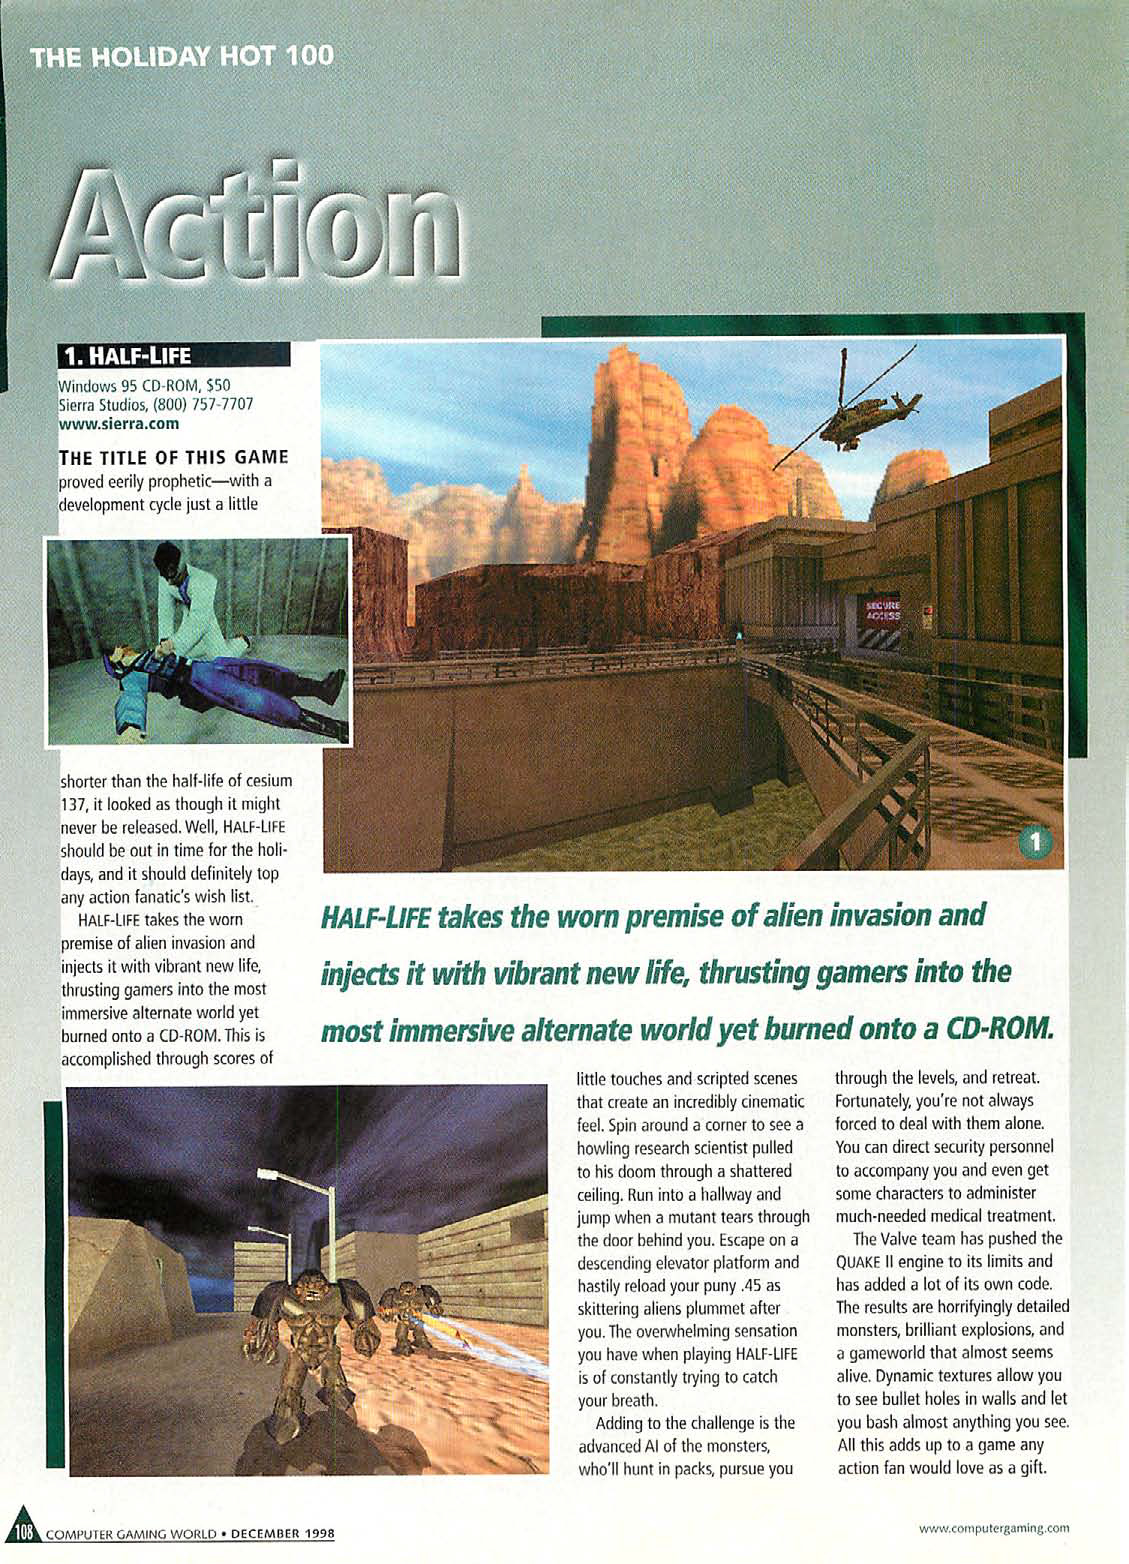 THE HOLIDAY HOT 100
Action
1. HALF-LIFE
Windows 95 CD-ROM, $50
Sierra Studios, (800) 757-7707
www.sierra.com
THE TITLE OF THIS GAME
proved eerily prophetic—with a
development cycle just a little
shorter than the half-life of cesium
137, it looked as though it might
never be released. Well, HALF-LIFE
should be out in time for the holi-
days, and it should definitely top
any action fanatic's wish list.
HALF-LIFE takes the worn
premise of alien invasion and
injects it with vibrant new life,
thrusting gamers into the most
immersive alternate world yet
burned onto a CD-ROM. This is
accomplished through scores of
SECURE
ACCESS
1
HALF-LIFE takes the worn premise of alien invasion and
injects it with vibrant new life, thrusting gamers into the
most immersive alternate world yet burned onto a CD-ROM.
little touches and scripted scenes
that create an incredibly cinematic
feel. Spin around a corner to see a
howling research scientist pulled
to his doom through a shattered
ceiling. Run into a hallway and
jump when a mutant tears through
the door behind you. Escape on a
descending elevator platform and
hastily reload your puny .45 as
skittering aliens plummet after
you. The overwhelming sensation
you have when playing HALF-LIFE
is of constantly trying to catch
your breath.
Adding to the challenge is the
advanced AI of the monsters,
who'll hunt in packs, pursue you
through the levels, and retreat.
Fortunately, you're not always
forced to deal with them alone.
You can direct security personnel
to accompany you and even get
some characters to administer
much-needed medical treatment.
The Valve team has pushed the
QUAKE II engine to its limits and
has added a lot of its own code.
The results are horrifyingly detailed
monsters, brilliant explosions, and
a gameworld that almost seems
alive. Dynamic textures allow you
to see bullet holes in walls and let
you bash almost anything you see.
All this adds up to a game any
action fan would love as a gift.
108 COMPUTER GAMING WORLD • DECEMBER 1998
www.computergaming.com